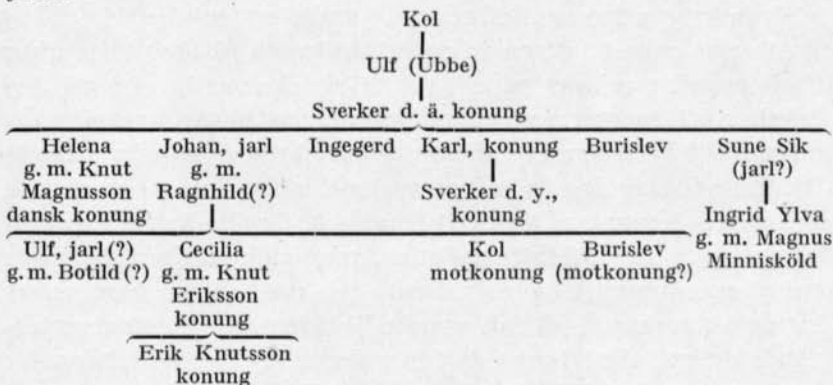 Kol
Ulf (Ubbe)
Sverker d. ä. konung
Helena Johan, jarl Ingegerd Karl, konung Burislev Sune Sik
g. m. Knut g. m. (jarl?)
Magnusson Ragnhild(?) Sverker d. y.,
dansk konung konung Ingrid Ylva
Ulf, jarl(?) Cecilia Kol Burislev g. m. Magnus
g. m. Botild(?) g. m. Knut motkonung (motkonung?) Minnisköld
Eriksson
konung
Erik Knutsson
konung